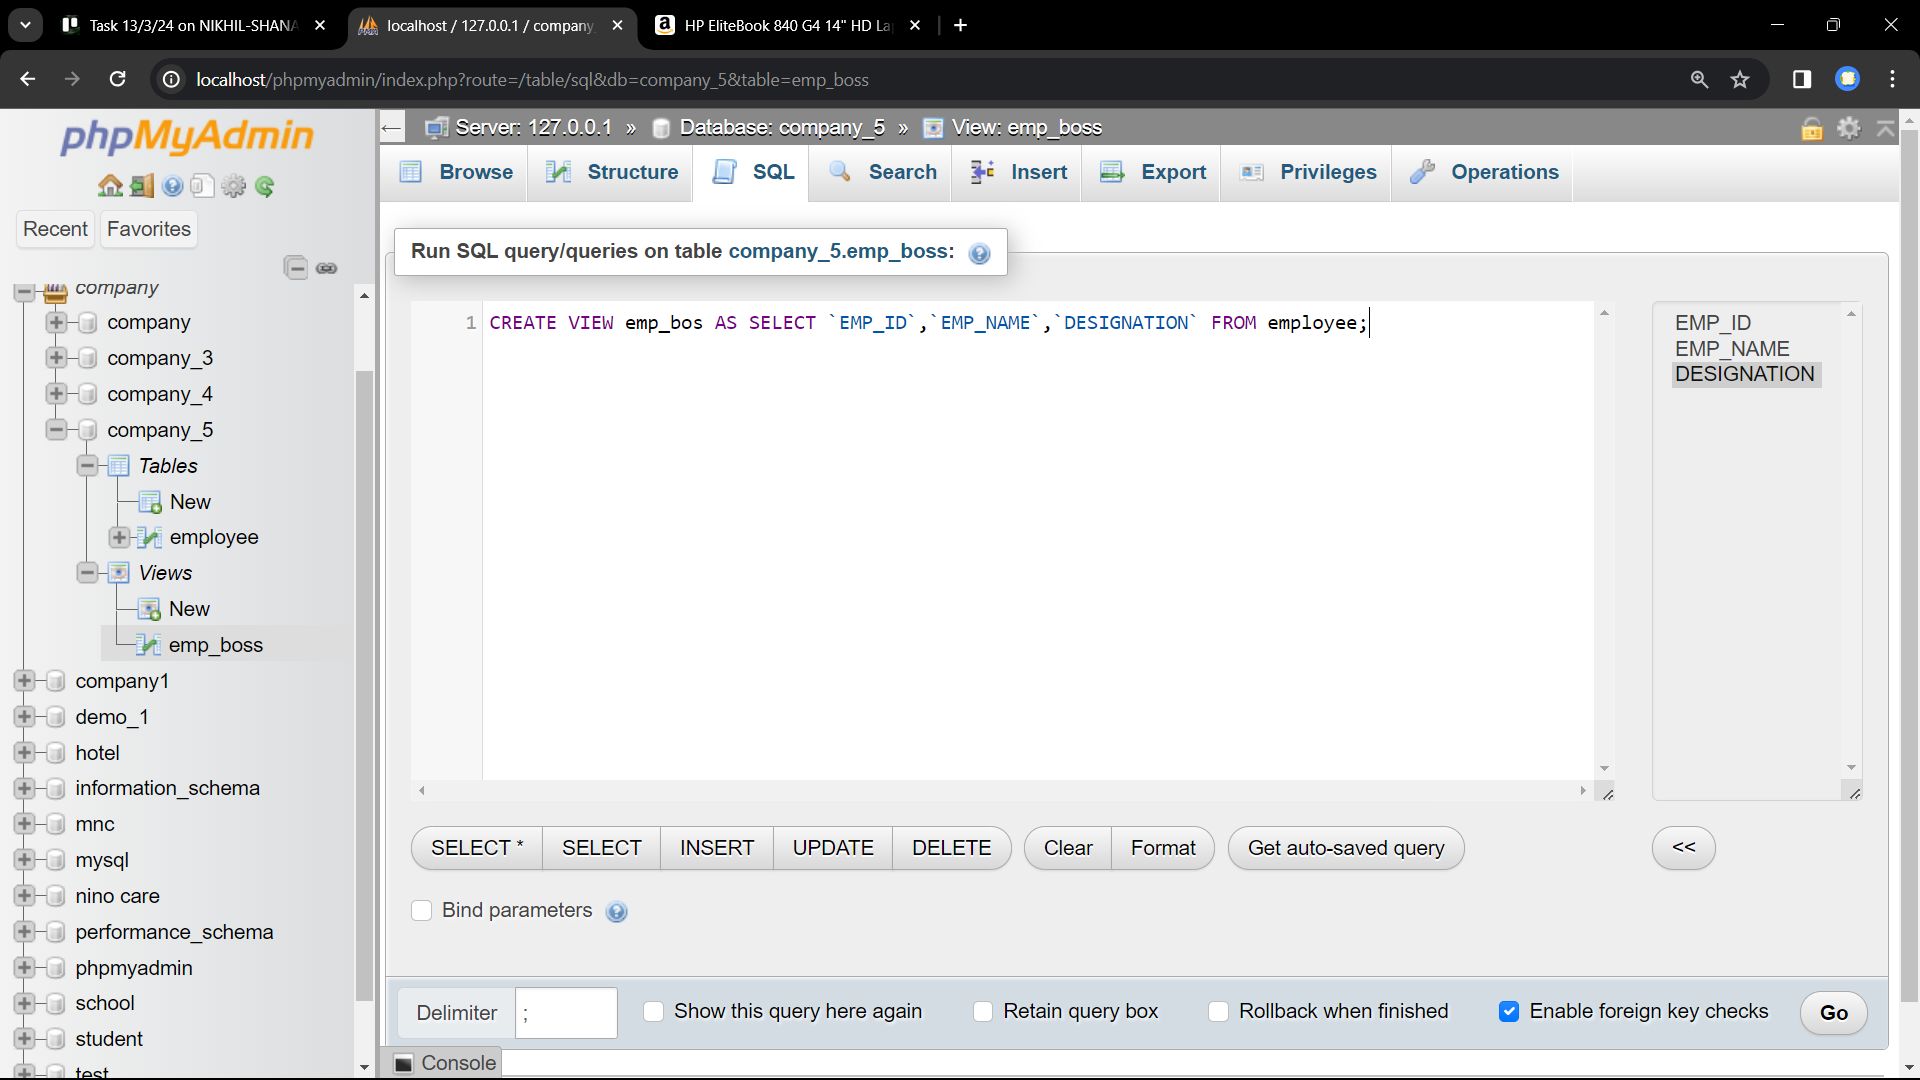 Task 13/3/24 on NIKHIL-SHANA
localhost / 127.0.0.1 / company
HP EliteBook 840 G4 14" HD La
localhost/phpmyadmin/index.php?route=/table/sql&db=company_5&table=emp_boss
phpMyAdmin
Recent
Favorites
company
company
company_3
company_4
company_5
Tables
New
employee
Views
New
emp_boss
company1
demo_1
hotel
information_schema
mnc
mysql
nino care
performance_schema
phpmyadmin
school
student
test
Server: 127.0.0.1 » Database: company_5 » View: emp_boss
Browse
Structure
SQL
Search
Insert
Export
Privileges
Operations
Run SQL query/queries on table company_5.emp_boss:
1 CREATE VIEW emp_bos AS SELECT `EMP_ID`,`EMP_NAME`,`DESIGNATION` FROM employee;
EMP_ID
EMP_NAME
DESIGNATION
SELECT *
SELECT
INSERT
UPDATE
DELETE
Clear
Format
Get auto-saved query
<<
Bind parameters
Delimiter ;
Show this query here again
Retain query box
Rollback when finished
Enable foreign key checks
Go
Console